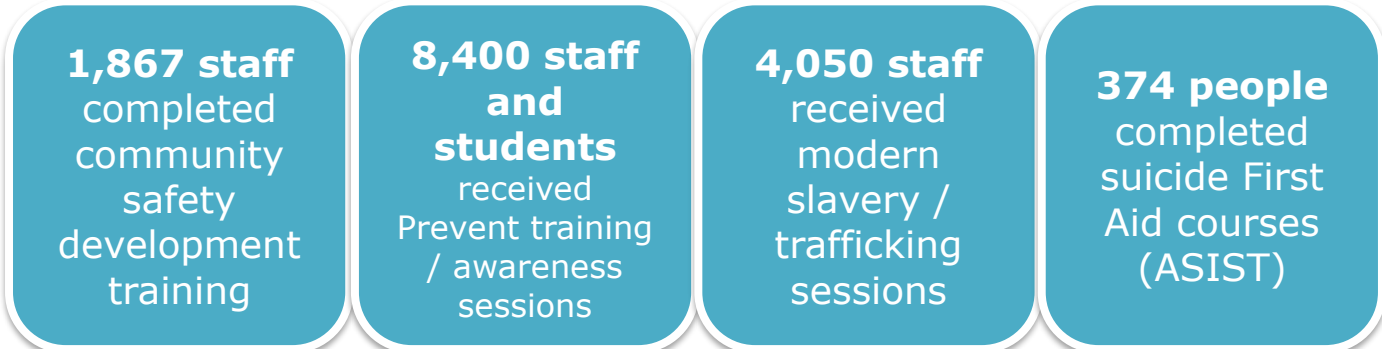 1,867 staff
completed
community
safety
development
training
8,400 staff
and
students
received
Prevent training
/ awareness
sessions
4,050 staff
received
modern
slavery /
trafficking
sessions
374 people
completed
suicide First
Aid courses
(ASIST)